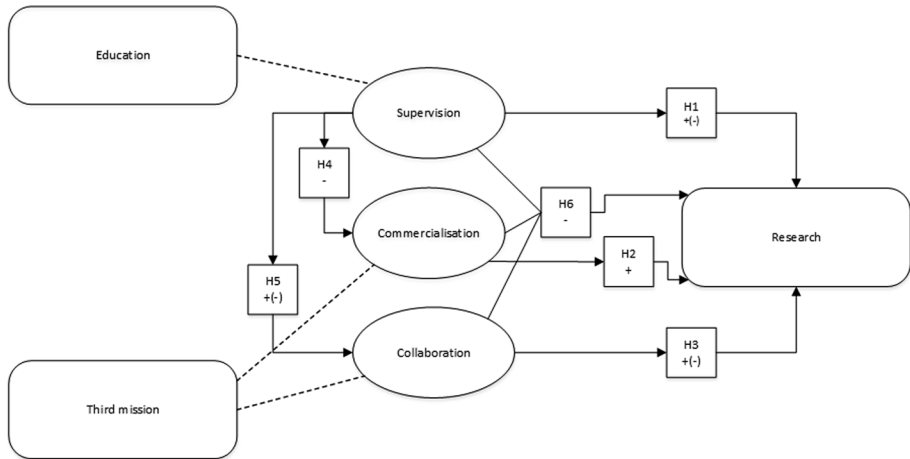 Education
Supervision
H1
+(-)
H4
-
Commercialisation
H6
-
Research
H2
+
H5
+(-)
Collaboration
H3
+(-)
Third mission